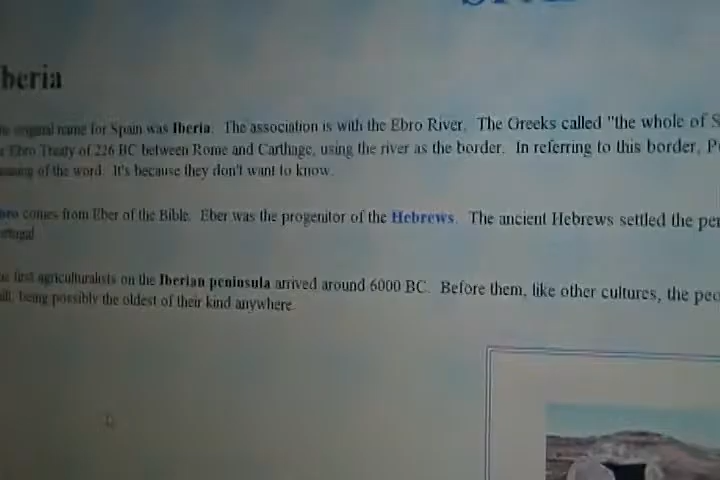 beria
original name for Spain was Iberia. The association is with the Ebro River. The Greeks called "the whole of S
Ebro Treaty of 226 BC between Rome and Carthage, using the river as the border. In referring to this border, P
of the word. It's because they don't want to know.
comes from Eber of the Bible. Eber was the progenitor of the Hebrews. The ancient Hebrews settled the pe
first agriculturalists on the Iberian peninsula arrived around 6000 BC. Before them, like other cultures, the peo
being possibly the oldest of their kind anywhere.